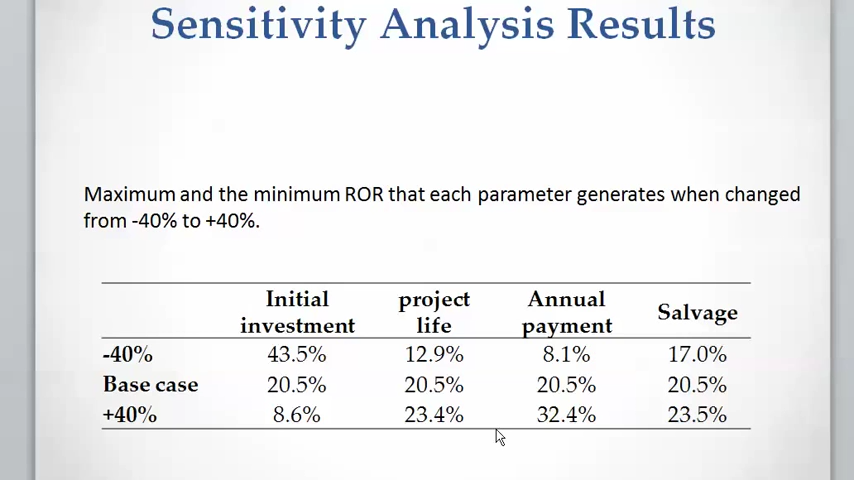 Sensitivity Analysis Results
Maximum and the minimum ROR that each parameter generates when changed
from -40% to +40%.
Initial investment project life Annual payment Salvage
-40% 43.5% 12.9% 8.1% 17.0%
Base case 20.5% 20.5% 20.5% 20.5%
+40% 8.6% 23.4% 32.4% 23.5%